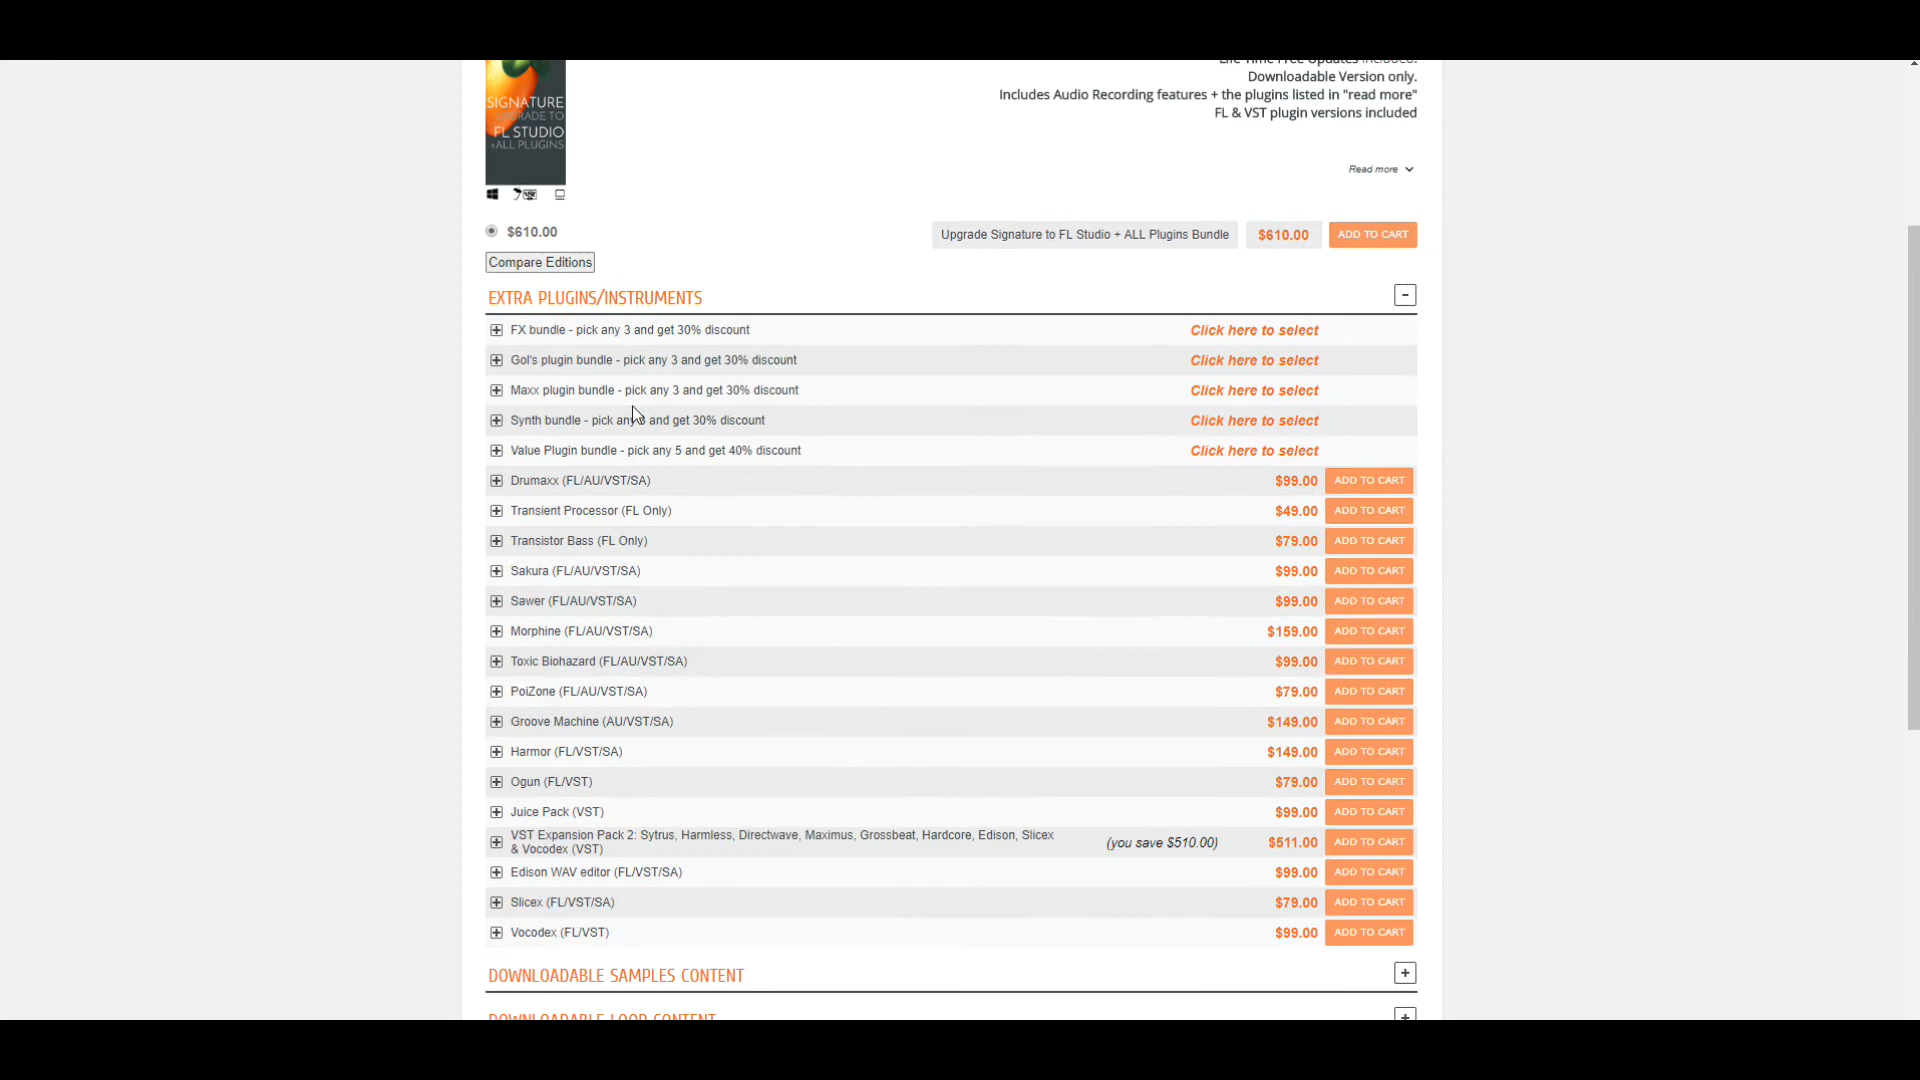 Life Time Free Updates included.
Downloadable Version only.
Includes Audio Recording features + the plugins listed in "read more"
FL & VST plugin versions included
SIGNATURE
UPGRADE TO
FL STUDIO
+ALL PLUGINS
Read more
$610.00
Upgrade Signature to FL Studio + ALL Plugins Bundle $610.00 ADD TO CART
Compare Editions
EXTRA PLUGINS/INSTRUMENTS
FX bundle - pick any 3 and get 30% discount Click here to select
Gol's plugin bundle - pick any 3 and get 30% discount Click here to select
Maxx plugin bundle - pick any 3 and get 30% discount Click here to select
Synth bundle - pick any 3 and get 30% discount Click here to select
Value Plugin bundle - pick any 5 and get 40% discount Click here to select
Drumaxx (FL/AU/VST/SA) $99.00 ADD TO CART
Transient Processor (FL Only) $49.00 ADD TO CART
Transistor Bass (FL Only) $79.00 ADD TO CART
Sakura (FL/AU/VST/SA) $99.00 ADD TO CART
Sawer (FL/AU/VST/SA) $99.00 ADD TO CART
Morphine (FL/AU/VST/SA) $159.00 ADD TO CART
Toxic Biohazard (FL/AU/VST/SA) $99.00 ADD TO CART
PoiZone (FL/AU/VST/SA) $79.00 ADD TO CART
Groove Machine (AU/VST/SA) $149.00 ADD TO CART
Harmor (FL/VST/SA) $149.00 ADD TO CART
Ogun (FL/VST) $79.00 ADD TO CART
Juice Pack (VST) $99.00 ADD TO CART
VST Expansion Pack 2: Sytrus, Harmless, Directwave, Maximus, Grossbeat, Hardcore, Edison, Slicex
& Vocodex (VST) (you save $510.00) $511.00 ADD TO CART
Edison WAV editor (FL/VST/SA) $99.00 ADD TO CART
Slicex (FL/VST/SA) $79.00 ADD TO CART
Vocodex (FL/VST) $99.00 ADD TO CART
DOWNLOADABLE SAMPLES CONTENT
DOWNLOADABLE LOOP CONTENT